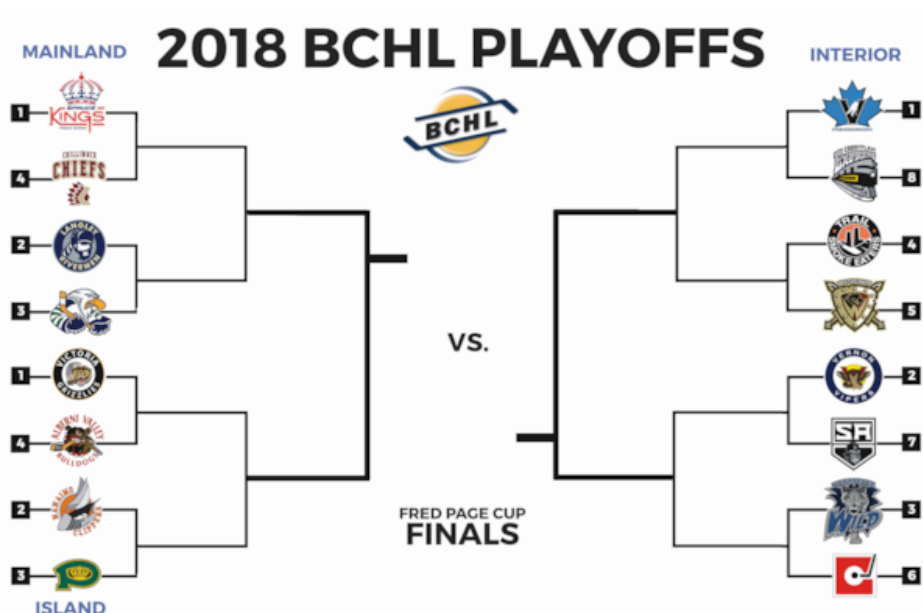 2018 BCHL PLAYOFFS
MAINLAND
INTERIOR
BCHL
1
KINGS
4
CHILLIWACK
CHIEFS
2
LANGLEY
RIVERMEN
3
1
VICTORIA
GRIZZLIES
4
ALBERNI VALLEY
BULLDOGS
2
NANAIMO
CLIPPERS
3
P
ISLAND
VS.
FRED PAGE CUP
FINALS
V
1
8
TRAIL
SMOKE EATERS
4
5
VERNON
VIPERS
2
SA
7
WILD
3
6